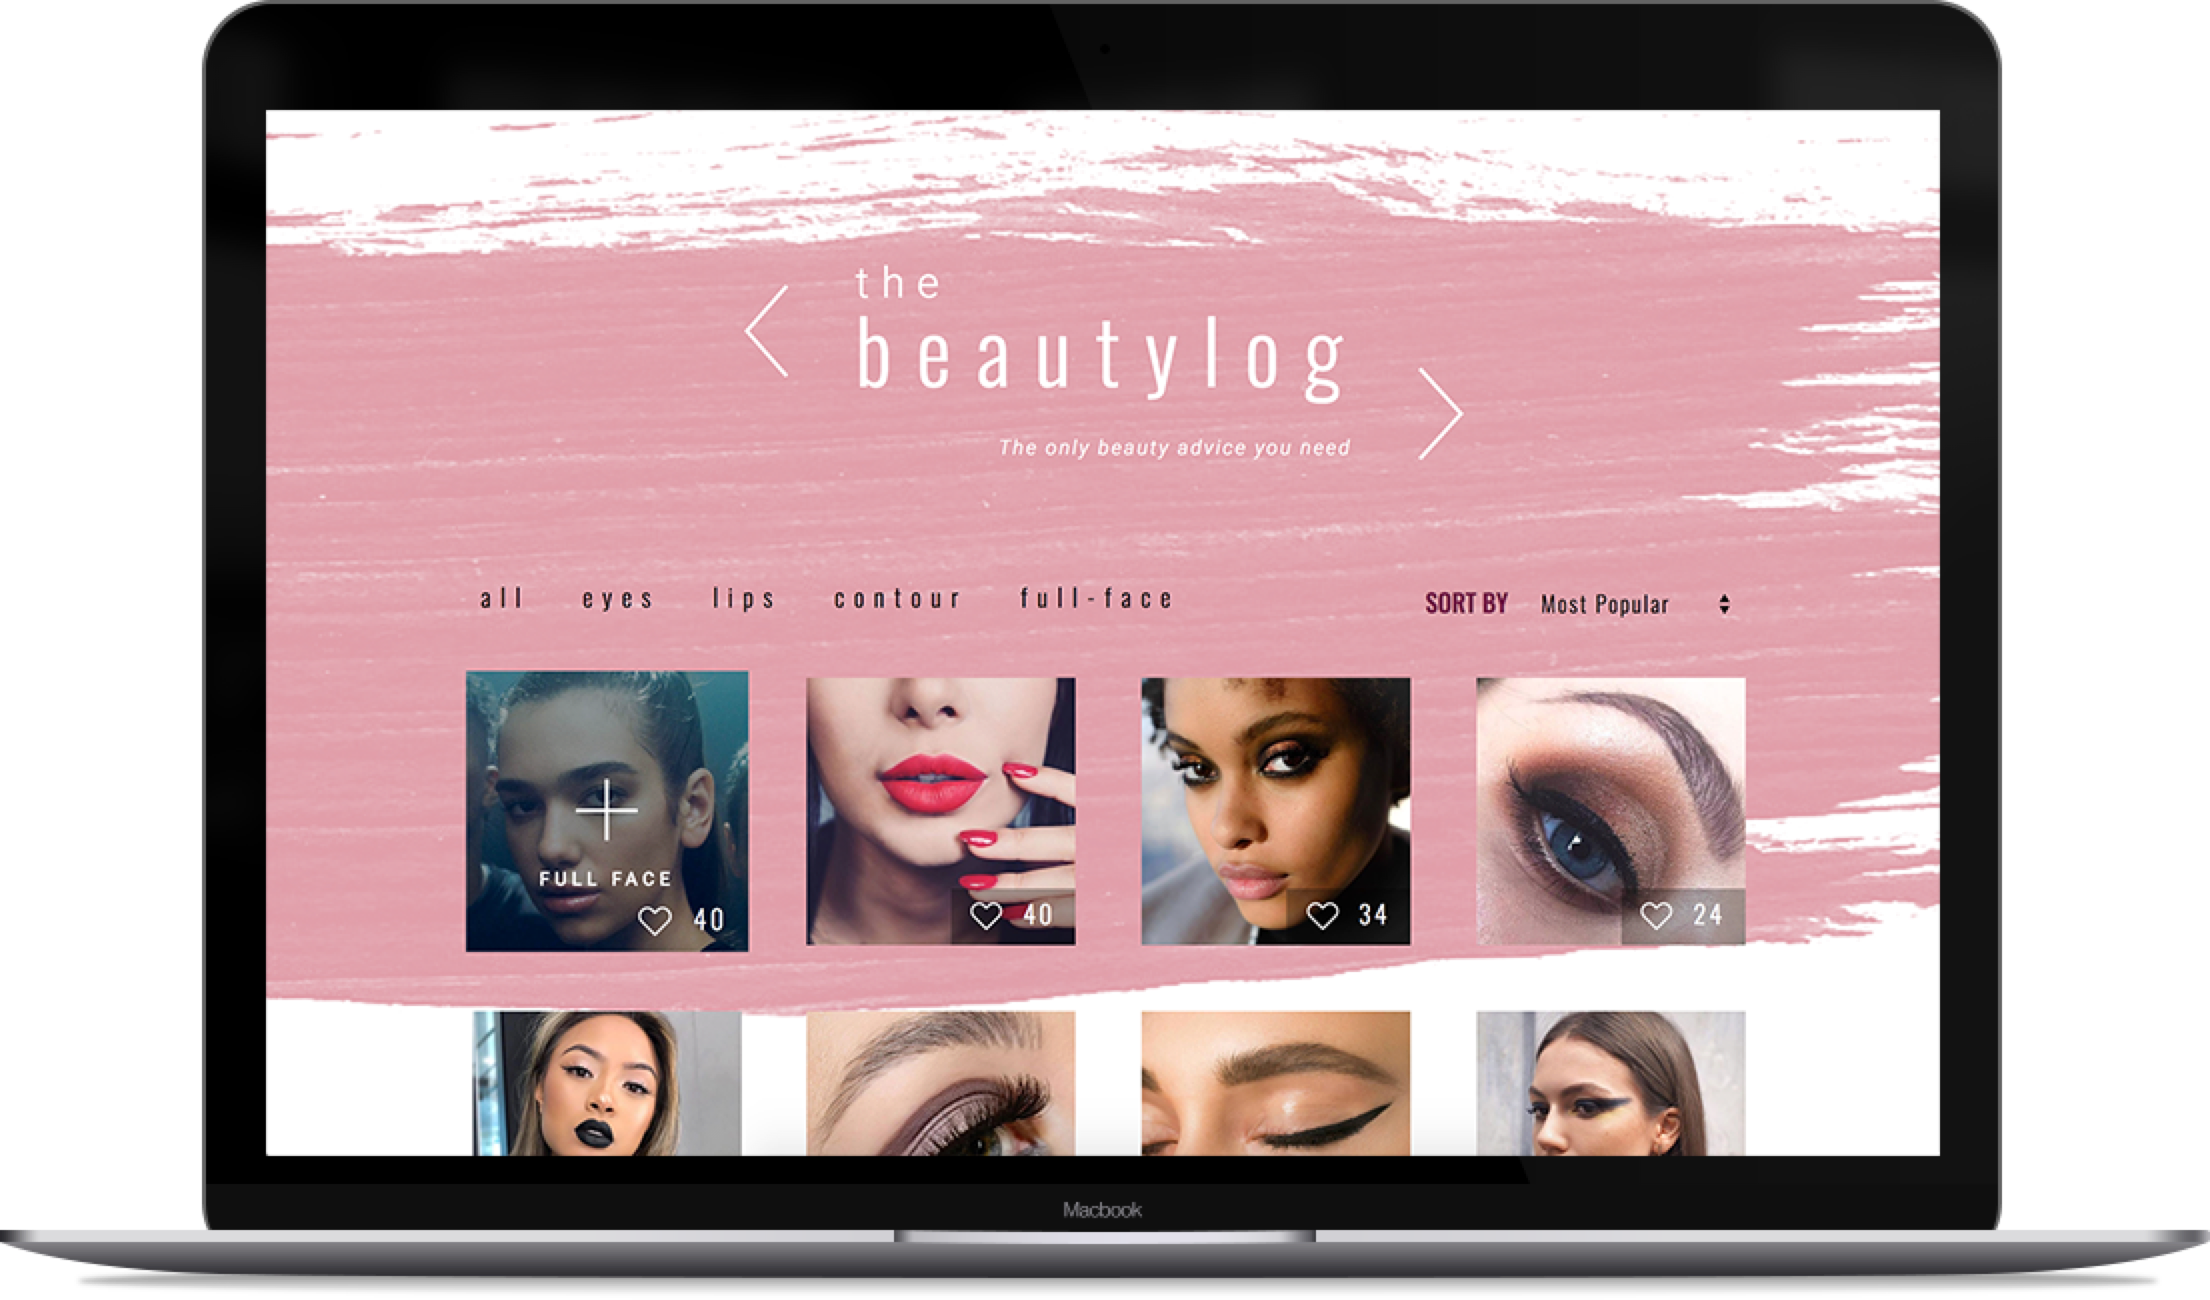 the
beautylog
The only beauty advice you need
all eyes lips contour full-face
SORT BY Most Popular
FULL FACE
40
40
34
24
Macbook